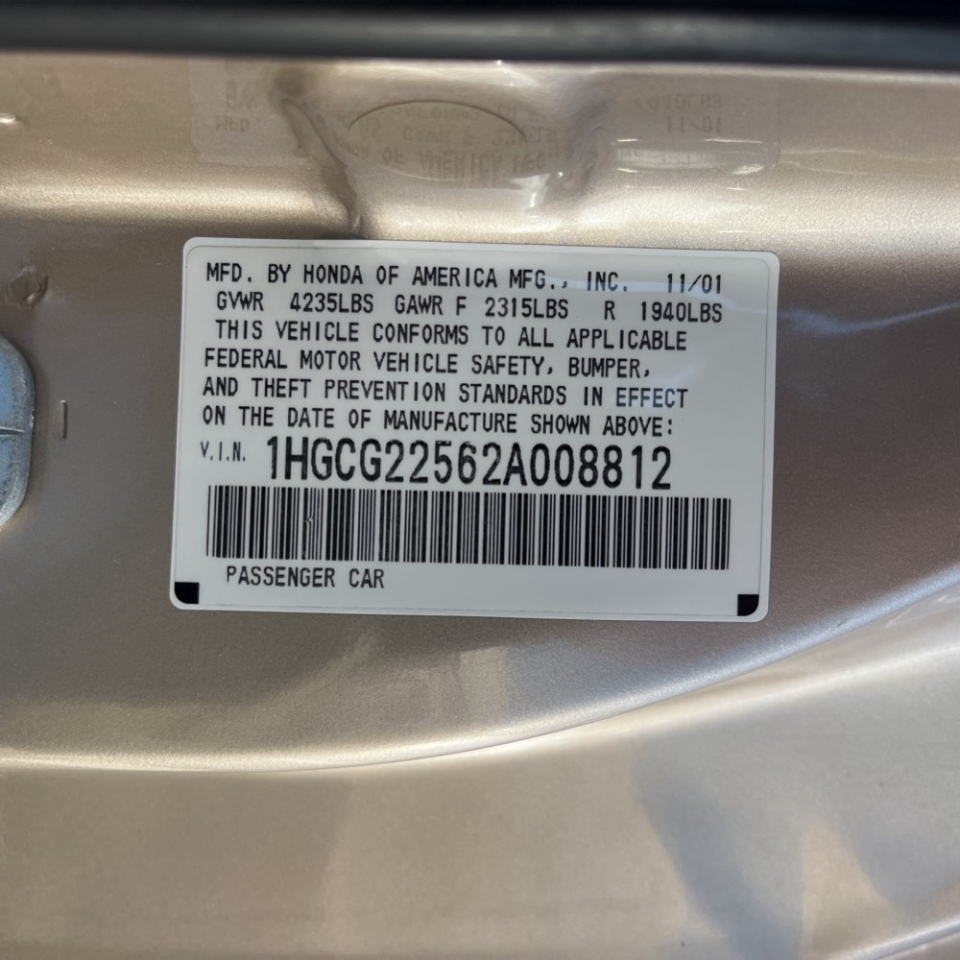 MFD. BY HONDA OF AMERICA MFG., INC. 11/01
GVWR 4235LBS GAWR F 2315LBS R 1940LBS
THIS VEHICLE CONFORMS TO ALL APPLICABLE
FEDERAL MOTOR VEHICLE SAFETY, BUMPER,
AND THEFT PREVENTION STANDARDS IN EFFECT
ON THE DATE OF MANUFACTURE SHOWN ABOVE:
V.I.N. 1HGCG22562A008812
PASSENGER CAR